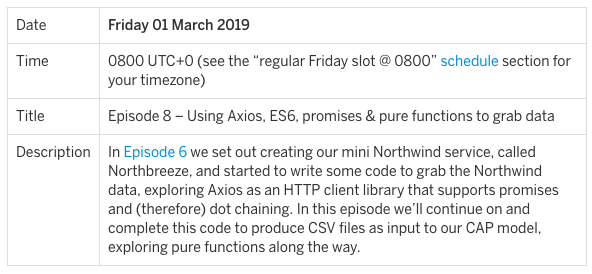 Date Friday 01 March 2019
Time 0800 UTC+0 (see the “regular Friday slot @ 0800” schedule section for
your timezone)
Title Episode 8 – Using Axios, ES6, promises & pure functions to grab data
Description In Episode 6 we set out creating our mini Northwind service, called
Northbreeze, and started to write some code to grab the Northwind
data, exploring Axios as an HTTP client library that supports promises
and (therefore) dot chaining. In this episode we’ll continue on and
complete this code to produce CSV files as input to our CAP model,
exploring pure functions along the way.